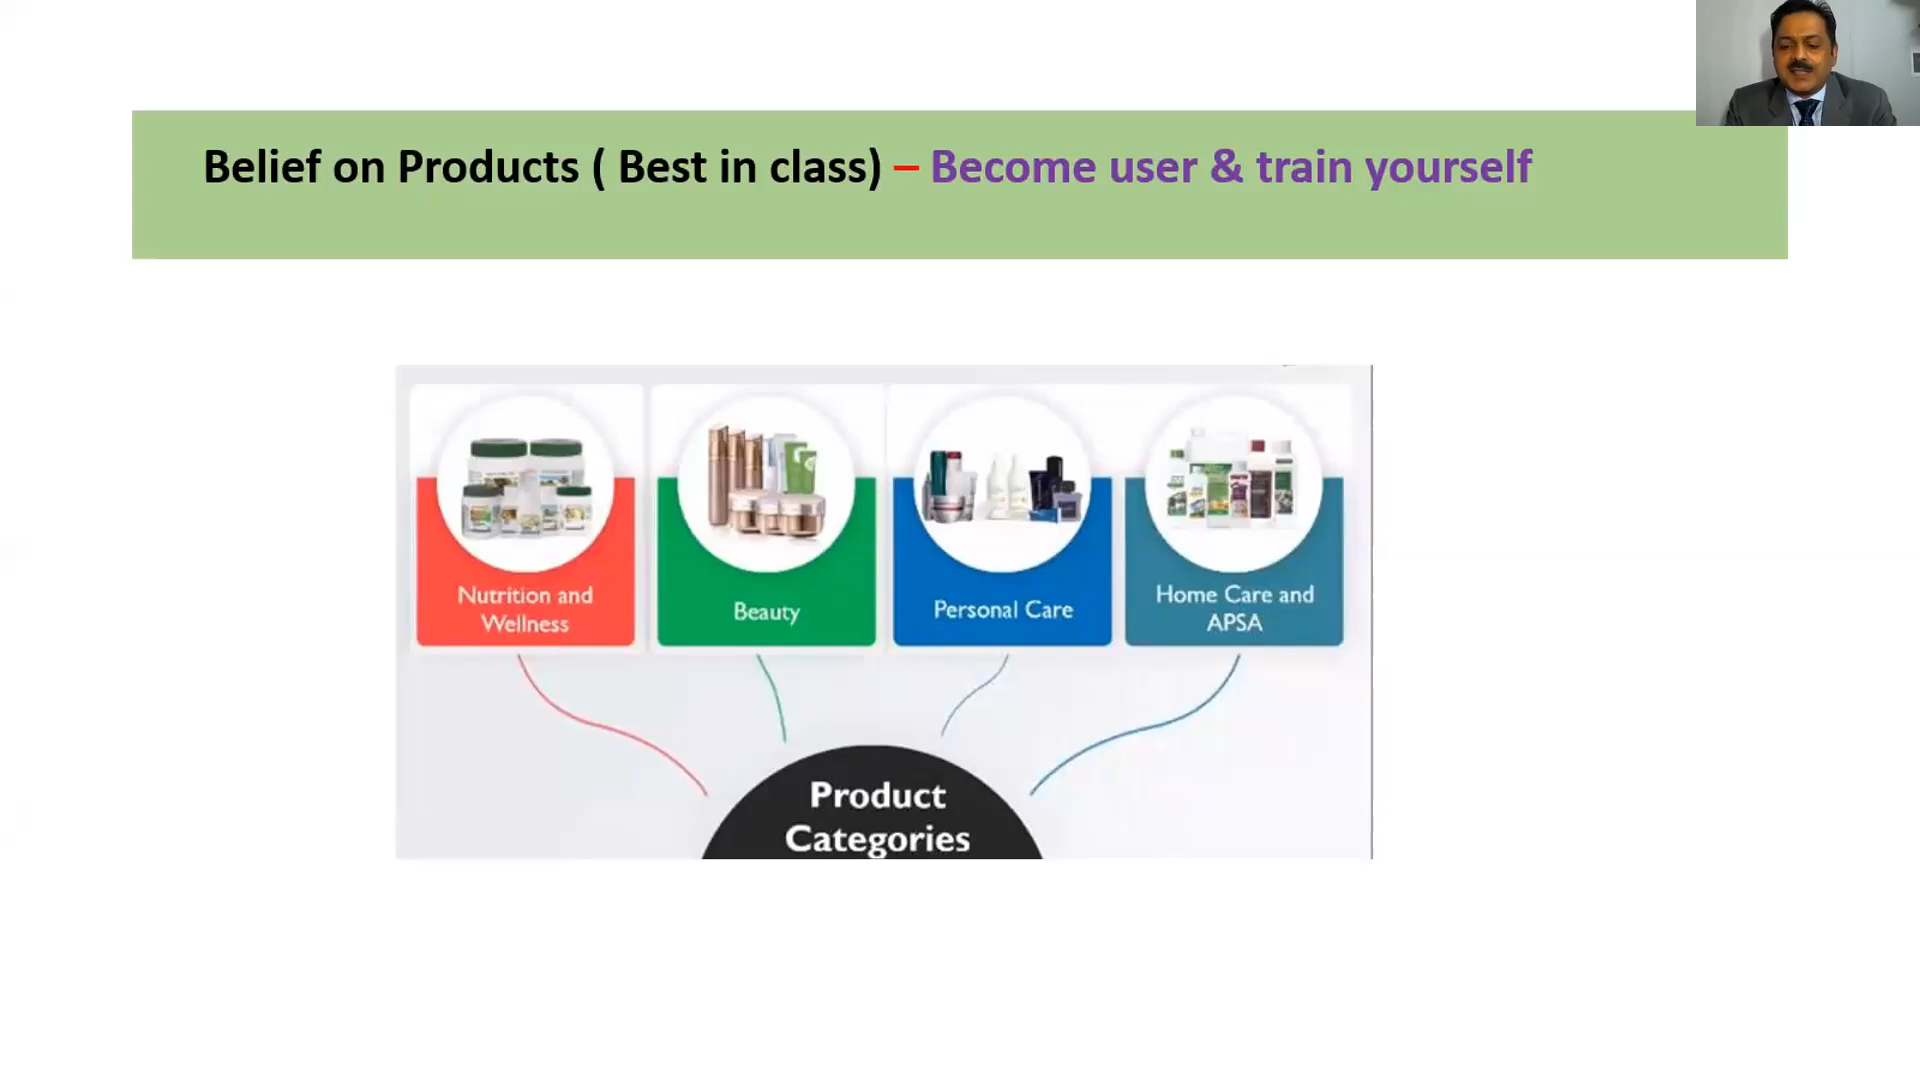 Belief on Products ( Best in class) – Become user & train yourself
Nutrition and
Wellness
Beauty
Personal Care
Home Care and
APSA
Product
Categories